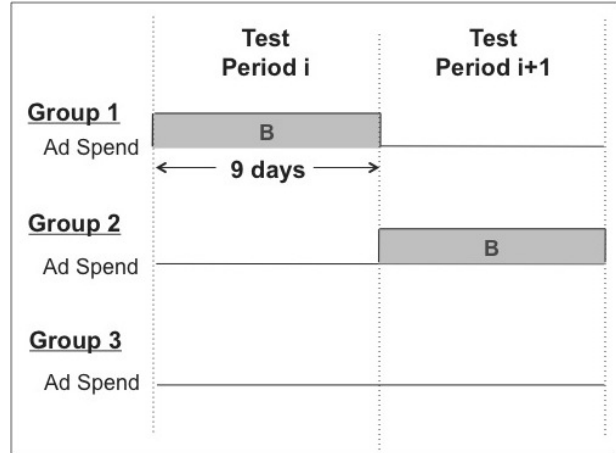 Test
Period i
Test
Period i+1
Group 1
Ad Spend
B
9 days
Group 2
Ad Spend
B
Group 3
Ad Spend